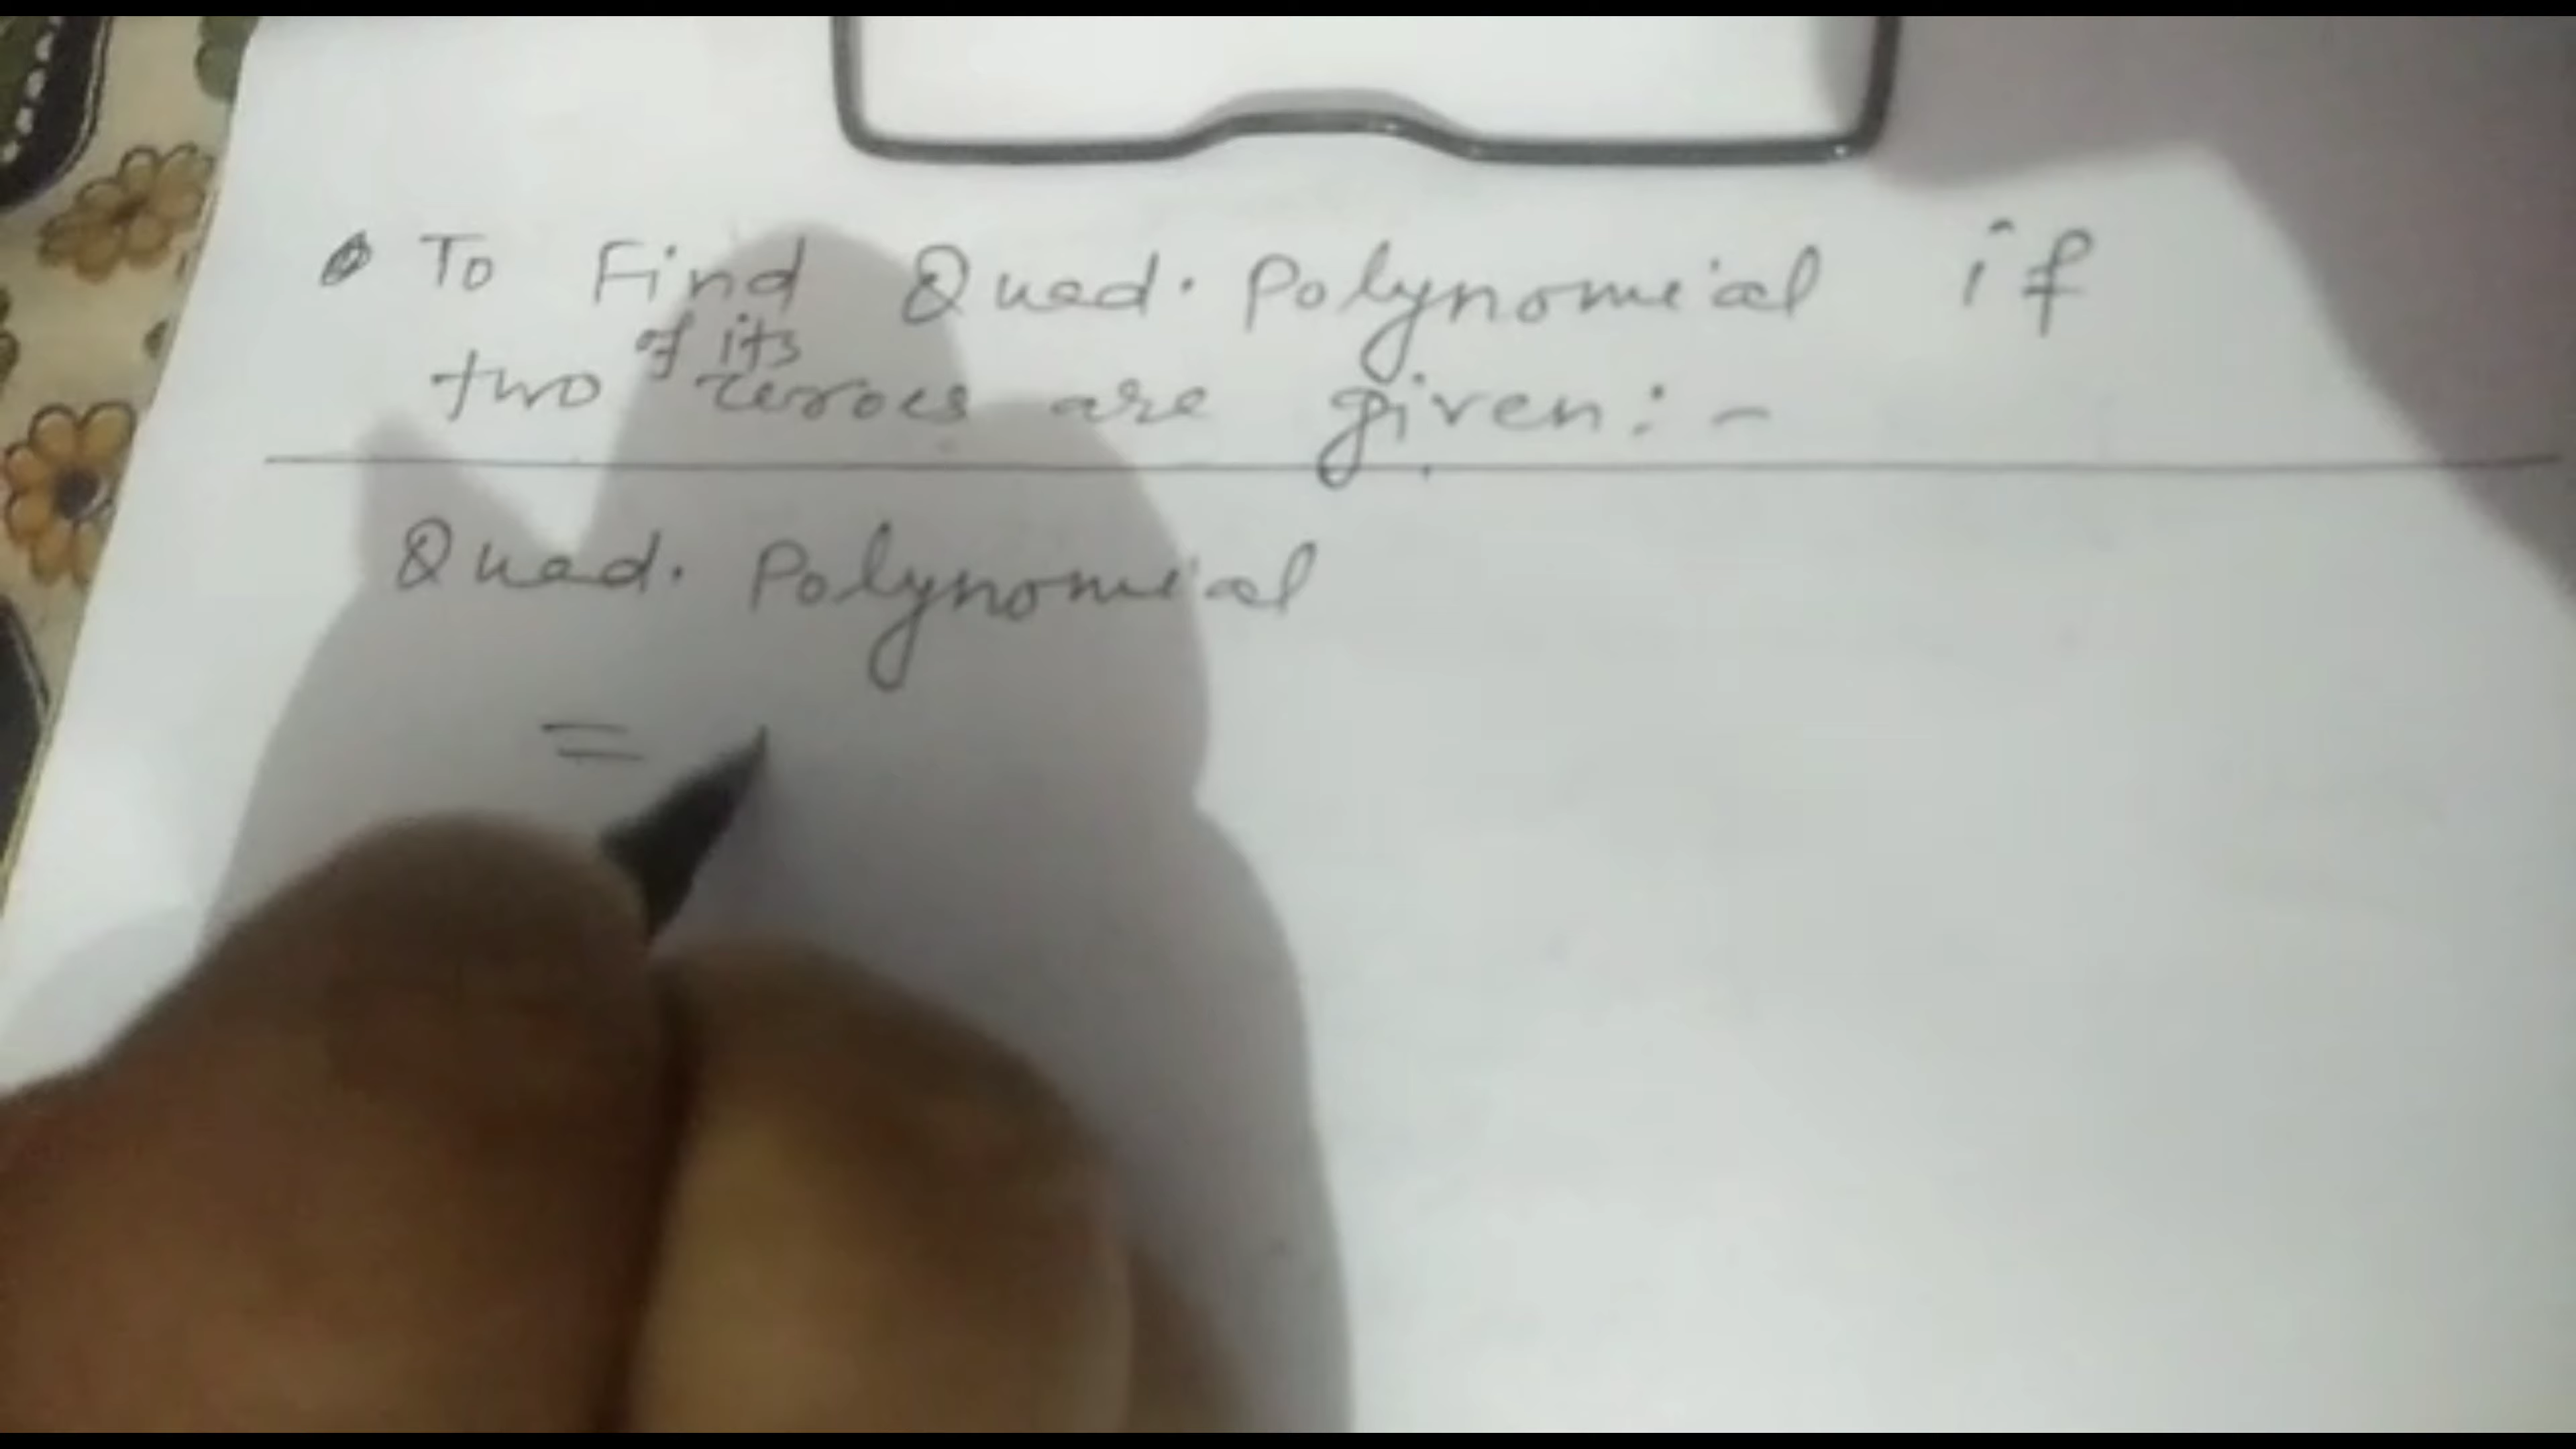 To Find Quad. Polynomial if
two of its zeroes are given:-
Quad. Polynomial
=